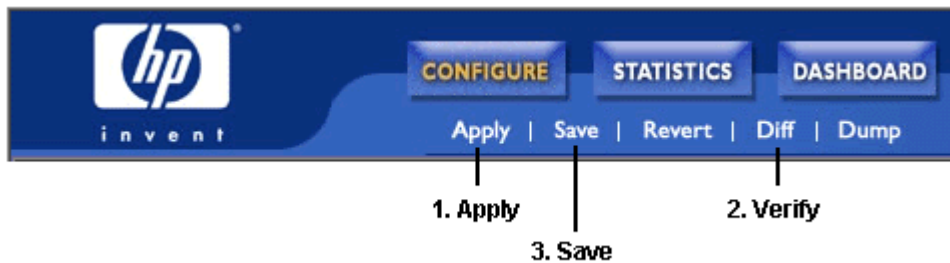 hp
invent
CONFIGURE STATISTICS DASHBOARD
Apply | Save | Revert | Diff | Dump
1. Apply 2. Verify
3. Save